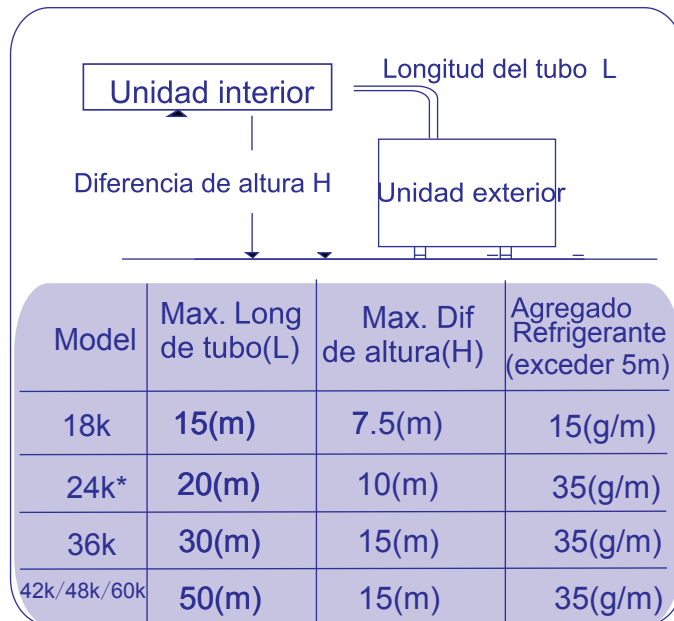 Longitud del tubo L
Unidad interior
Diferencia de altura H
Unidad exterior
Model
Max. Long
de tubo(L)
Max. Dif
de altura(H)
Agregado
Refrigerante
(exceder 5m)
18k 15(m) 7.5(m) 15(g/m)
24k* 20(m) 10(m) 35(g/m)
36k 30(m) 15(m) 35(g/m)
42k/48k/60k 50(m) 15(m) 35(g/m)